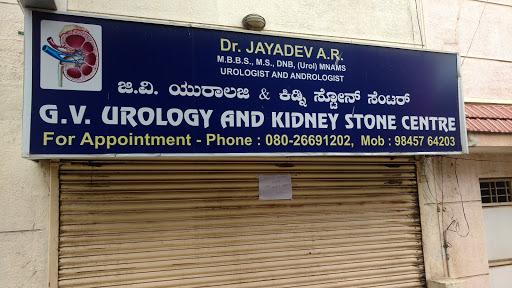 Dr. JAYADEV A.R.
M.B.B.S., M.S., DNB, (Urol) MNAMS
UROLOGIST AND ANDROLOGIST
ಜಿ.ವಿ. ಯುರಾಲಜಿ & ಕಿಡ್ನಿ ಸ್ಟೋನ್ ಸೆಂಟರ್
G.V. UROLOGY AND KIDNEY STONE CENTRE
For Appointment - Phone : 080-26691202, Mob : 98457 64203